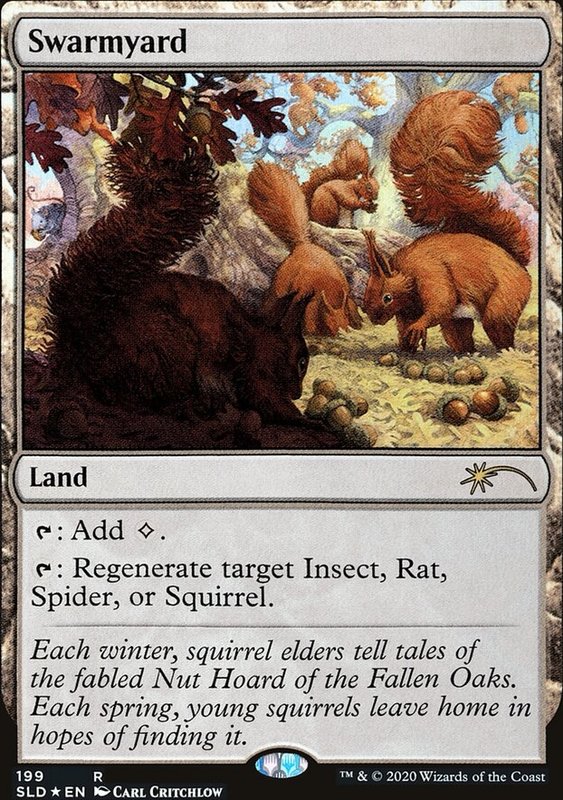 Swarmyard
Land
: Add .
: Regenerate target Insect, Rat,
Spider, or Squirrel.
Each winter, squirrel elders tell tales of
the fabled Nut Hoard of the Fallen Oaks.
Each spring, young squirrels leave home in
hopes of finding it.
199 R
SLD ★ EN Carl Critchlow
™ & © 2020 Wizards of the Coast